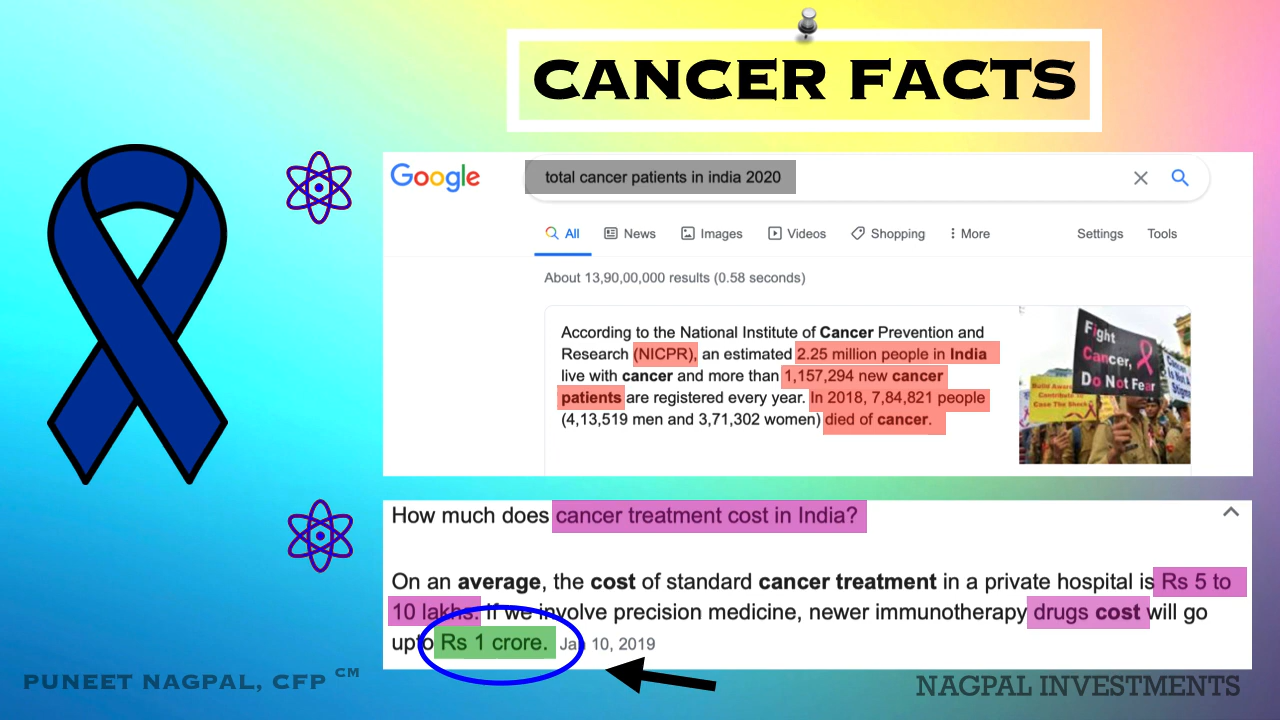 CANCER FACTS
Google
total cancer patients in india 2020
All News Images Videos Shopping More Settings Tools
About 13,90,00,000 results (0.58 seconds)
According to the National Institute of Cancer Prevention and
Research (NICPR), an estimated 2.25 million people in India
live with cancer and more than 1,157,294 new cancer
patients are registered every year. In 2018, 7,84,821 people
(4,13,519 men and 3,71,302 women) died of cancer.
Fight
Cancer,
Do Not Fear
How much does cancer treatment cost in India?
On an average, the cost of standard cancer treatment in a private hospital is Rs 5 to
10 lakhs. If we involve precision medicine, newer immunotherapy drugs cost will go
upto Rs 1 crore. Jan 10, 2019
PUNEET NAGPAL, CFP CM
NAGPAL INVESTMENTS